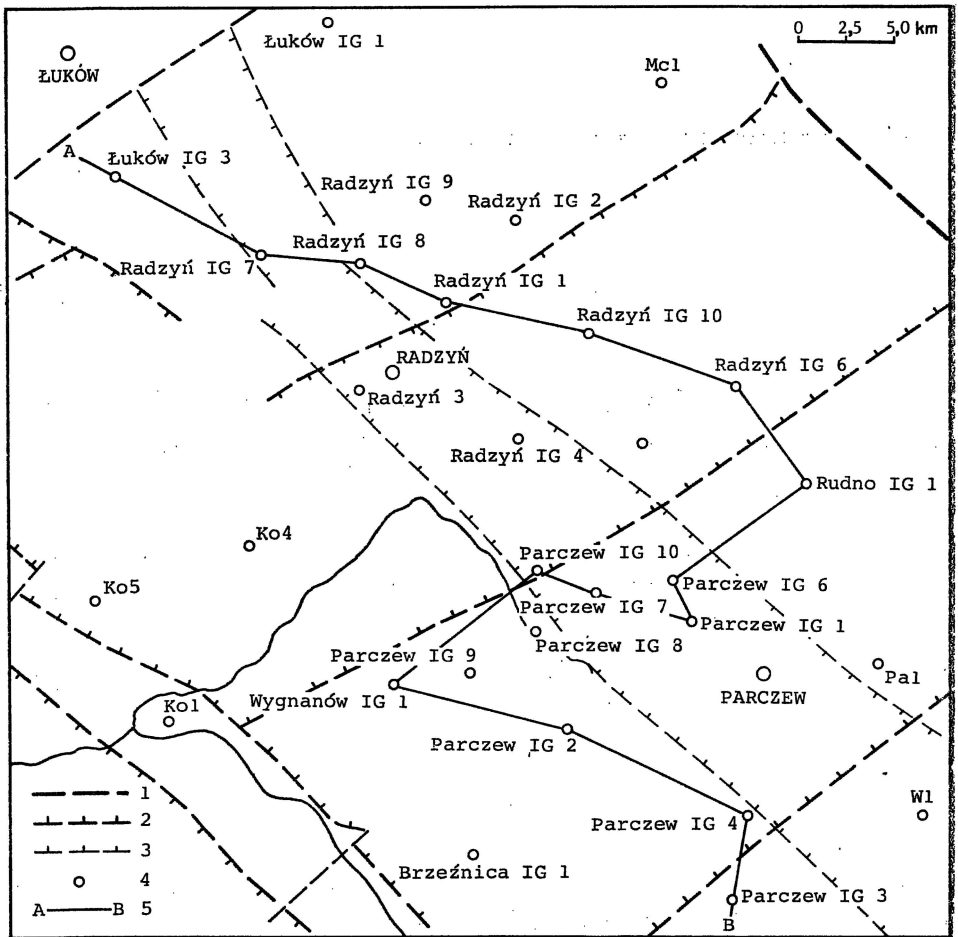 Łuków IG 1
0 2,5 5,0 km
ŁUKÓW
Mc1
A
Łuków IG 3
Radzyń IG 9
Radzyń IG 2
Radzyń IG 8
Radzyń IG 7
Radzyń IG 1
Radzyń IG 10
RADZYŃ
Radzyń IG 6
Radzyń 3
Radzyń IG 4
Rudno IG 1
Ko4
Parczew IG 10
Ko5
Parczew IG 7
Parczew IG 6
Parczew IG 1
Parczew IG 8
Parczew IG 9
Pa1
Wygnanów IG 1
PARCZEW
Ko1
Parczew IG 2
1
2
W1
Parczew IG 4
3
4
Brzeźnica IG 1
Parczew IG 3
A B 5
B